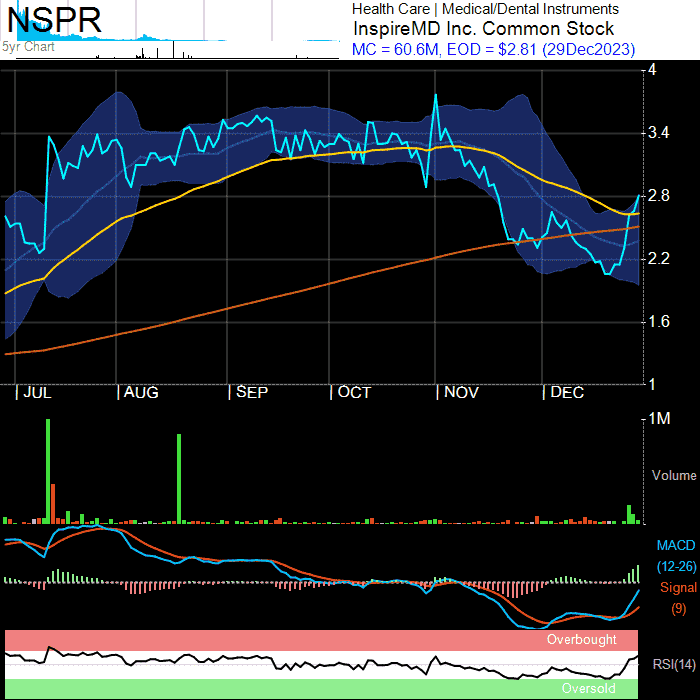 NSPR
Health Care | Medical/Dental Instruments
InspireMD Inc. Common Stock
5yr Chart
MC = 60.6M, EOD = $2.81 (29Dec2023)
4
3.4
2.8
2.2
1.6
1
JUL
AUG
SEP
OCT
NOV
DEC
1M
Volume
MACD
(12-26)
Signal
(9)
Overbought
RSI(14)
Oversold